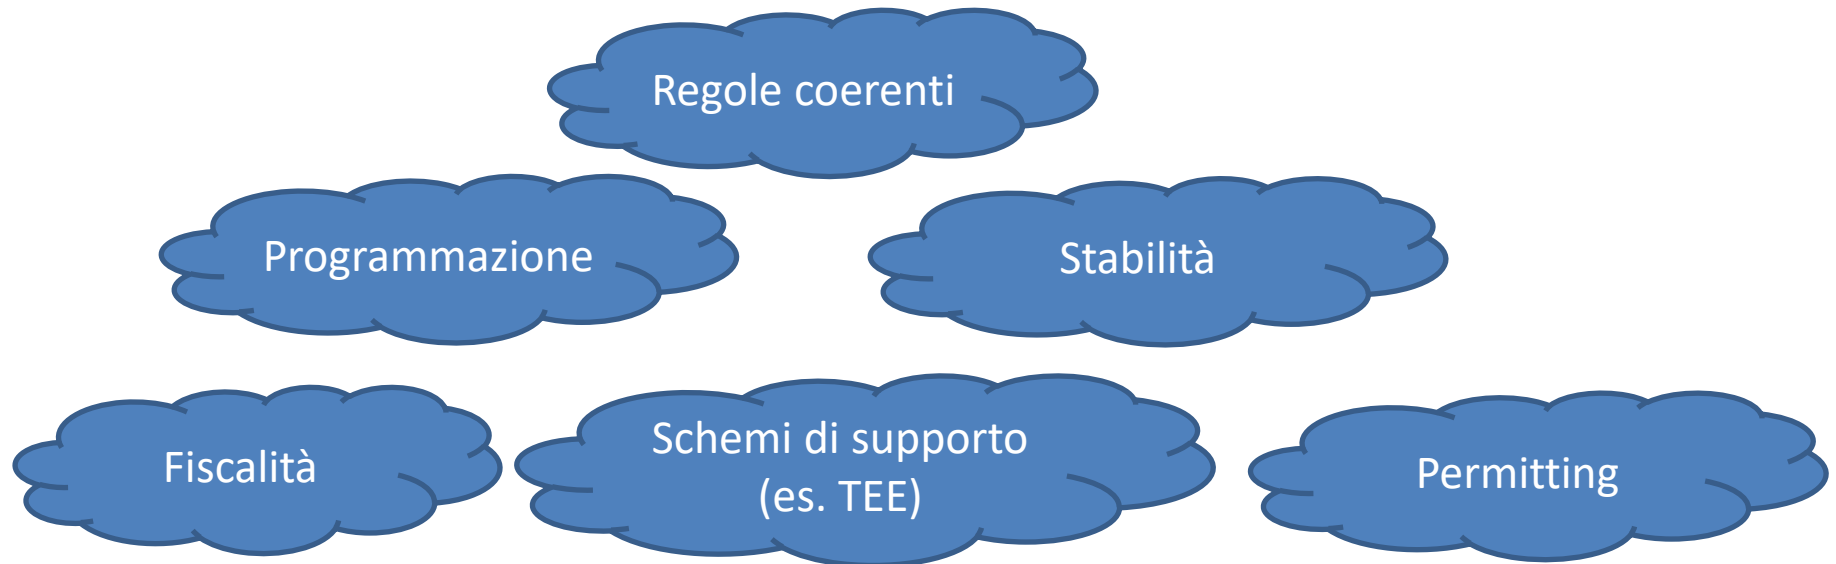 Regole coerenti
Programmazione
Stabilità
Fiscalità
Schemi di supporto
(es. TEE)
Permitting